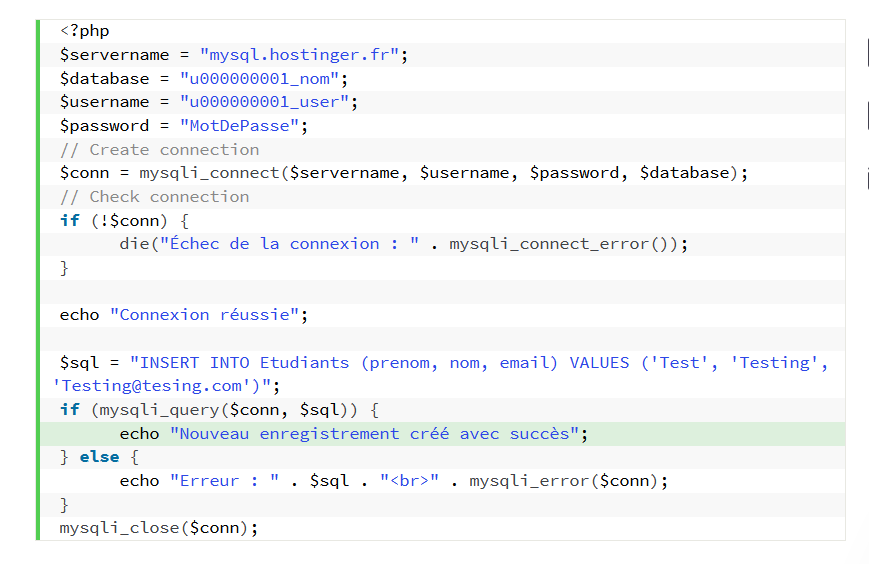 <?php
$servername = "mysql.hostinger.fr";
$database = "u000000001_nom";
$username = "u000000001_user";
$password = "MotDePasse";
// Create connection
$conn = mysqli_connect($servername, $username, $password, $database);
// Check connection
if (!$conn) {
      die("Échec de la connexion : " . mysqli_connect_error());
}

echo "Connexion réussie";

$sql = "INSERT INTO Etudiants (prenom, nom, email) VALUES ('Test', 'Testing',
'Testing@tesing.com')";
if (mysqli_query($conn, $sql)) {
      echo "Nouveau enregistrement créé avec succès";
} else {
      echo "Erreur : " . $sql . "<br>" . mysqli_error($conn);
}
mysqli_close($conn);